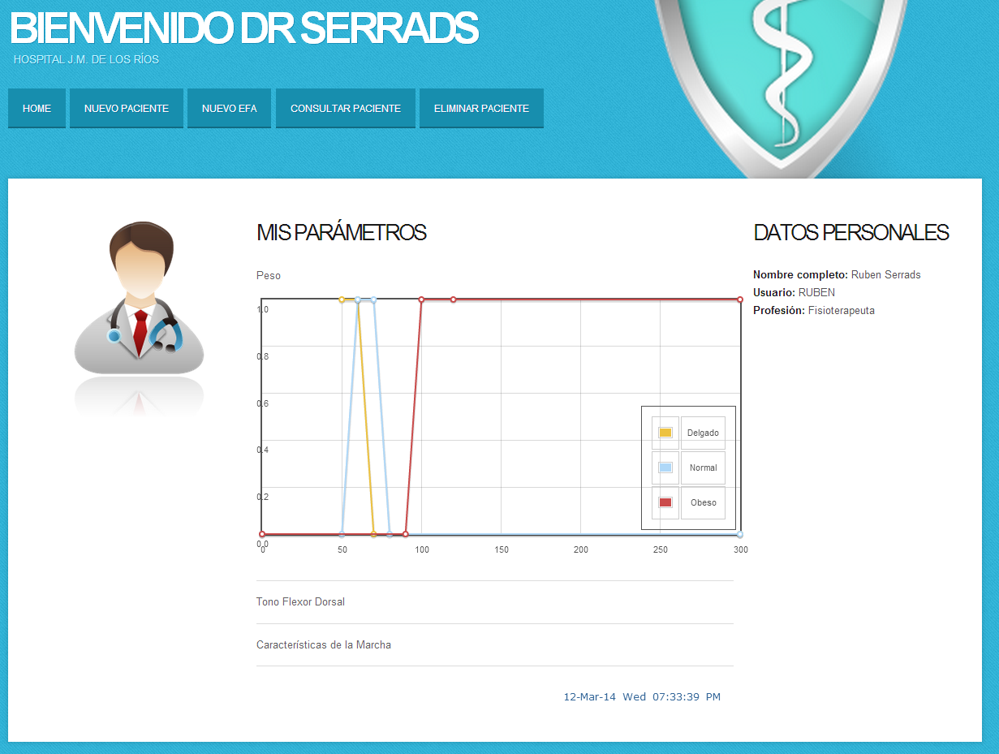 BIENVENIDO DR SERRADS
HOSPITAL J.M. DE LOS RÍOS
HOME
NUEVO PACIENTE
NUEVO EFA
CONSULTAR PACIENTE
ELIMINAR PACIENTE
MIS PARÁMETROS
Peso
1.0
0.8
0.6
0.4
0.2
0.0
0
50
100
150
200
250
300
Delgado
Normal
Obeso
Tono Flexor Dorsal
Características de la Marcha
12-Mar-14 Wed 07:33:39 PM
DATOS PERSONALES
Nombre completo: Ruben Serrads
Usuario: RUBEN
Profesión: Fisioterapeuta